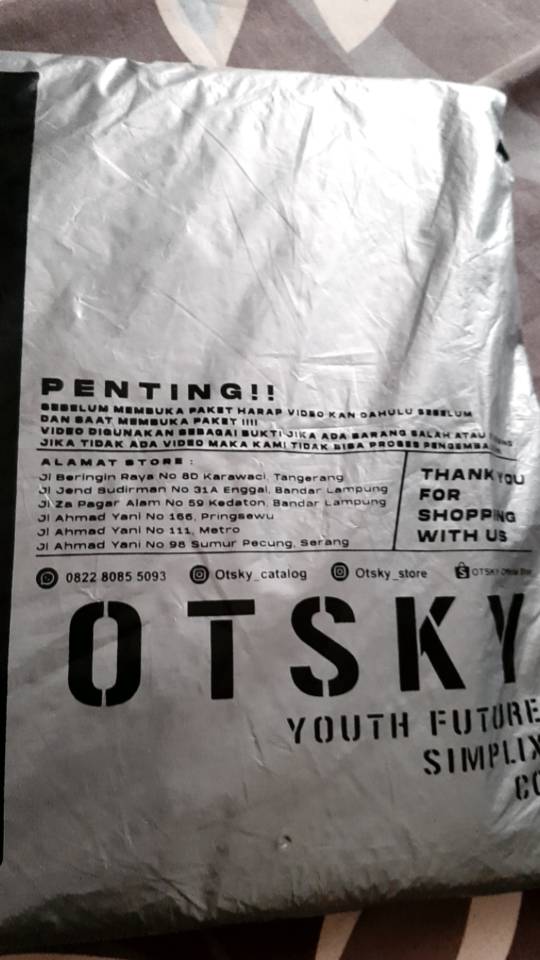 PENTING!!
SEBELUM MEMBUKA PAKET HARAP VIDEO KAN DAHULU SEBELUM
DAN SAAT MEMBUKA PAKET !!!!
VIDEO DIGUNAKAN SEBAGAI BUKTI JIKA ADA BARANG SALAH ATAU
JIKA TIDAK ADA VIDEO MAKA KAMI TIDAK BISA PROSES
ALAMAT STORE :
Jl Beringin Raya No 80 Karawaci, Tangerang
Jl Jend Sudirman No 31A Enggal, Bandar Lampung
Jl Za Pagar Alam No 59 Kedaton, Bandar Lampung
Jl Ahmad Yani No 166, Pringsewu
Jl Ahmad Yani No 111, Metro
Jl Ahmad Yani No 98 Sumur Pecung, Serang
THANK YOU
FOR
SHOPPING
WITH US
0822 8085 5093 Otsky_catalog Otsky_store OTSKY Official Store
OTSKY
YOUTH FUTURE
SIMPLIX
CO